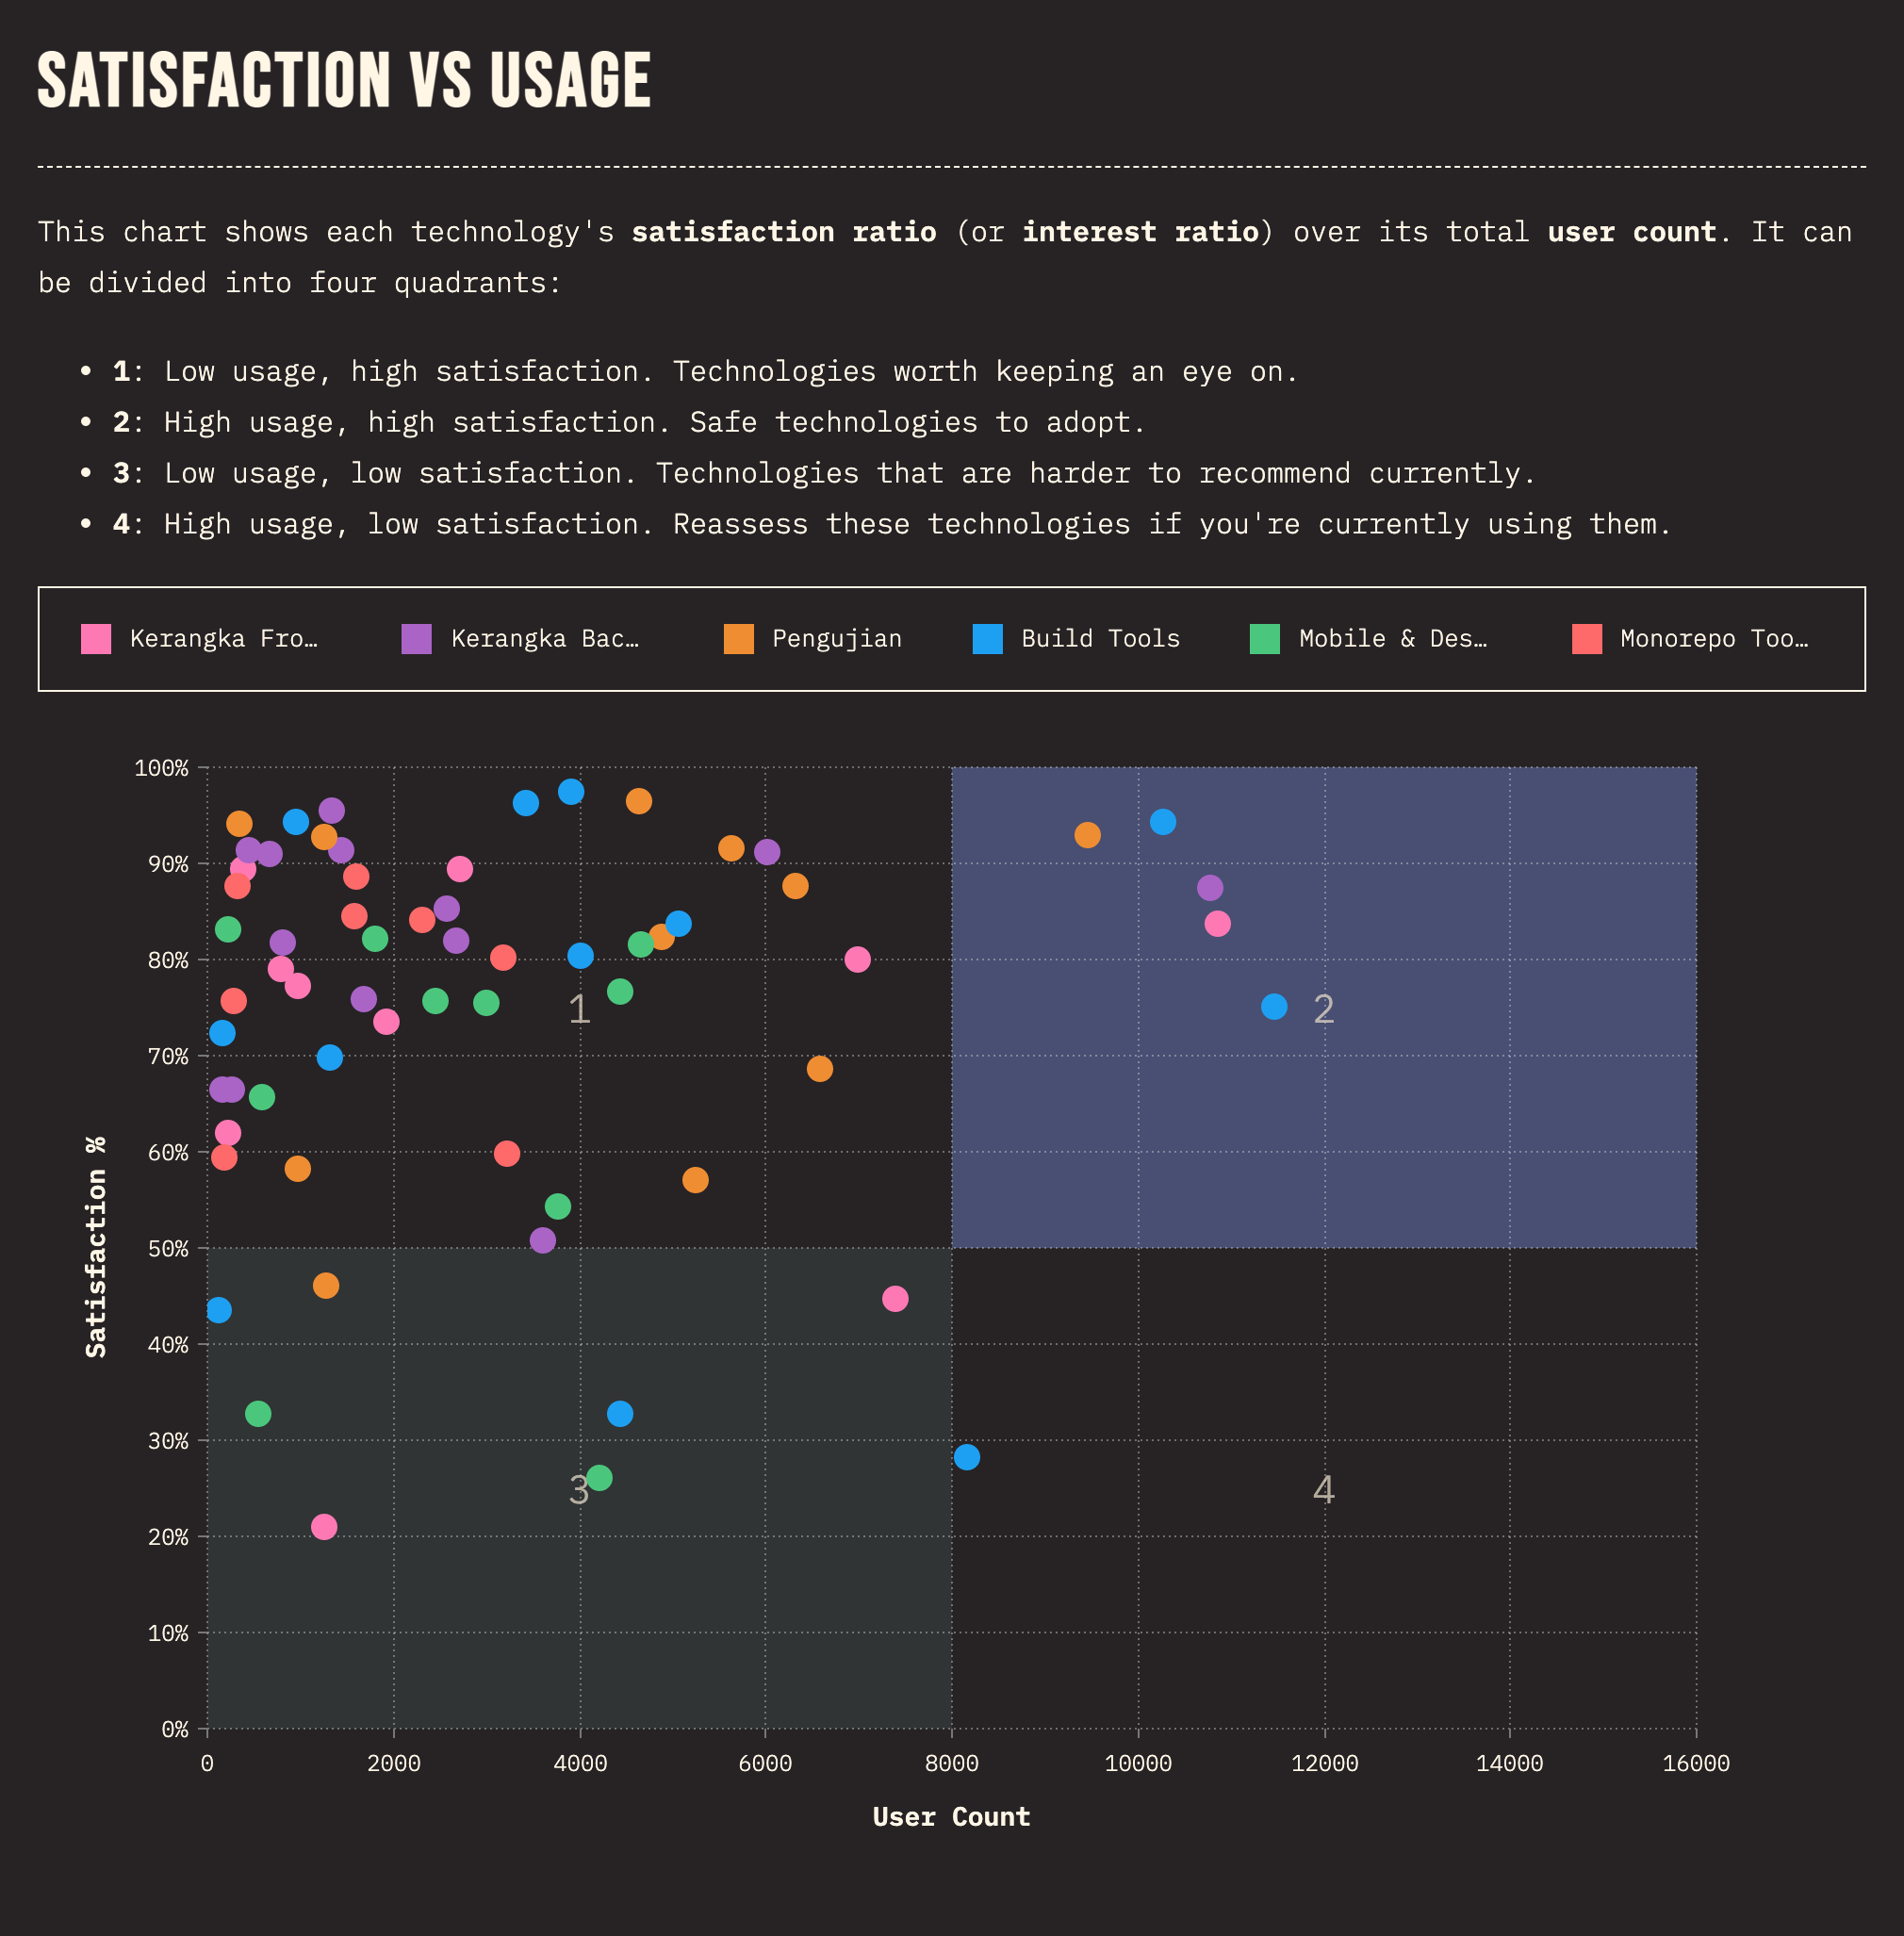 SATISFACTION VS USAGE
This chart shows each technology's satisfaction ratio (or interest ratio) over its total user count. It can
be divided into four quadrants:
• 1: Low usage, high satisfaction. Technologies worth keeping an eye on.
• 2: High usage, high satisfaction. Safe technologies to adopt.
• 3: Low usage, low satisfaction. Technologies that are harder to recommend currently.
• 4: High usage, low satisfaction. Reassess these technologies if you're currently using them.
Kerangka Fro… Kerangka Bac… Pengujian Build Tools Mobile & Des… Monorepo Too…
100%
90%
80%
1 2
70%
60%
50%
Satisfaction %
40%
30%
3 4
20%
10%
0%
0 2000 4000 6000 8000 10000 12000 14000 16000
User Count